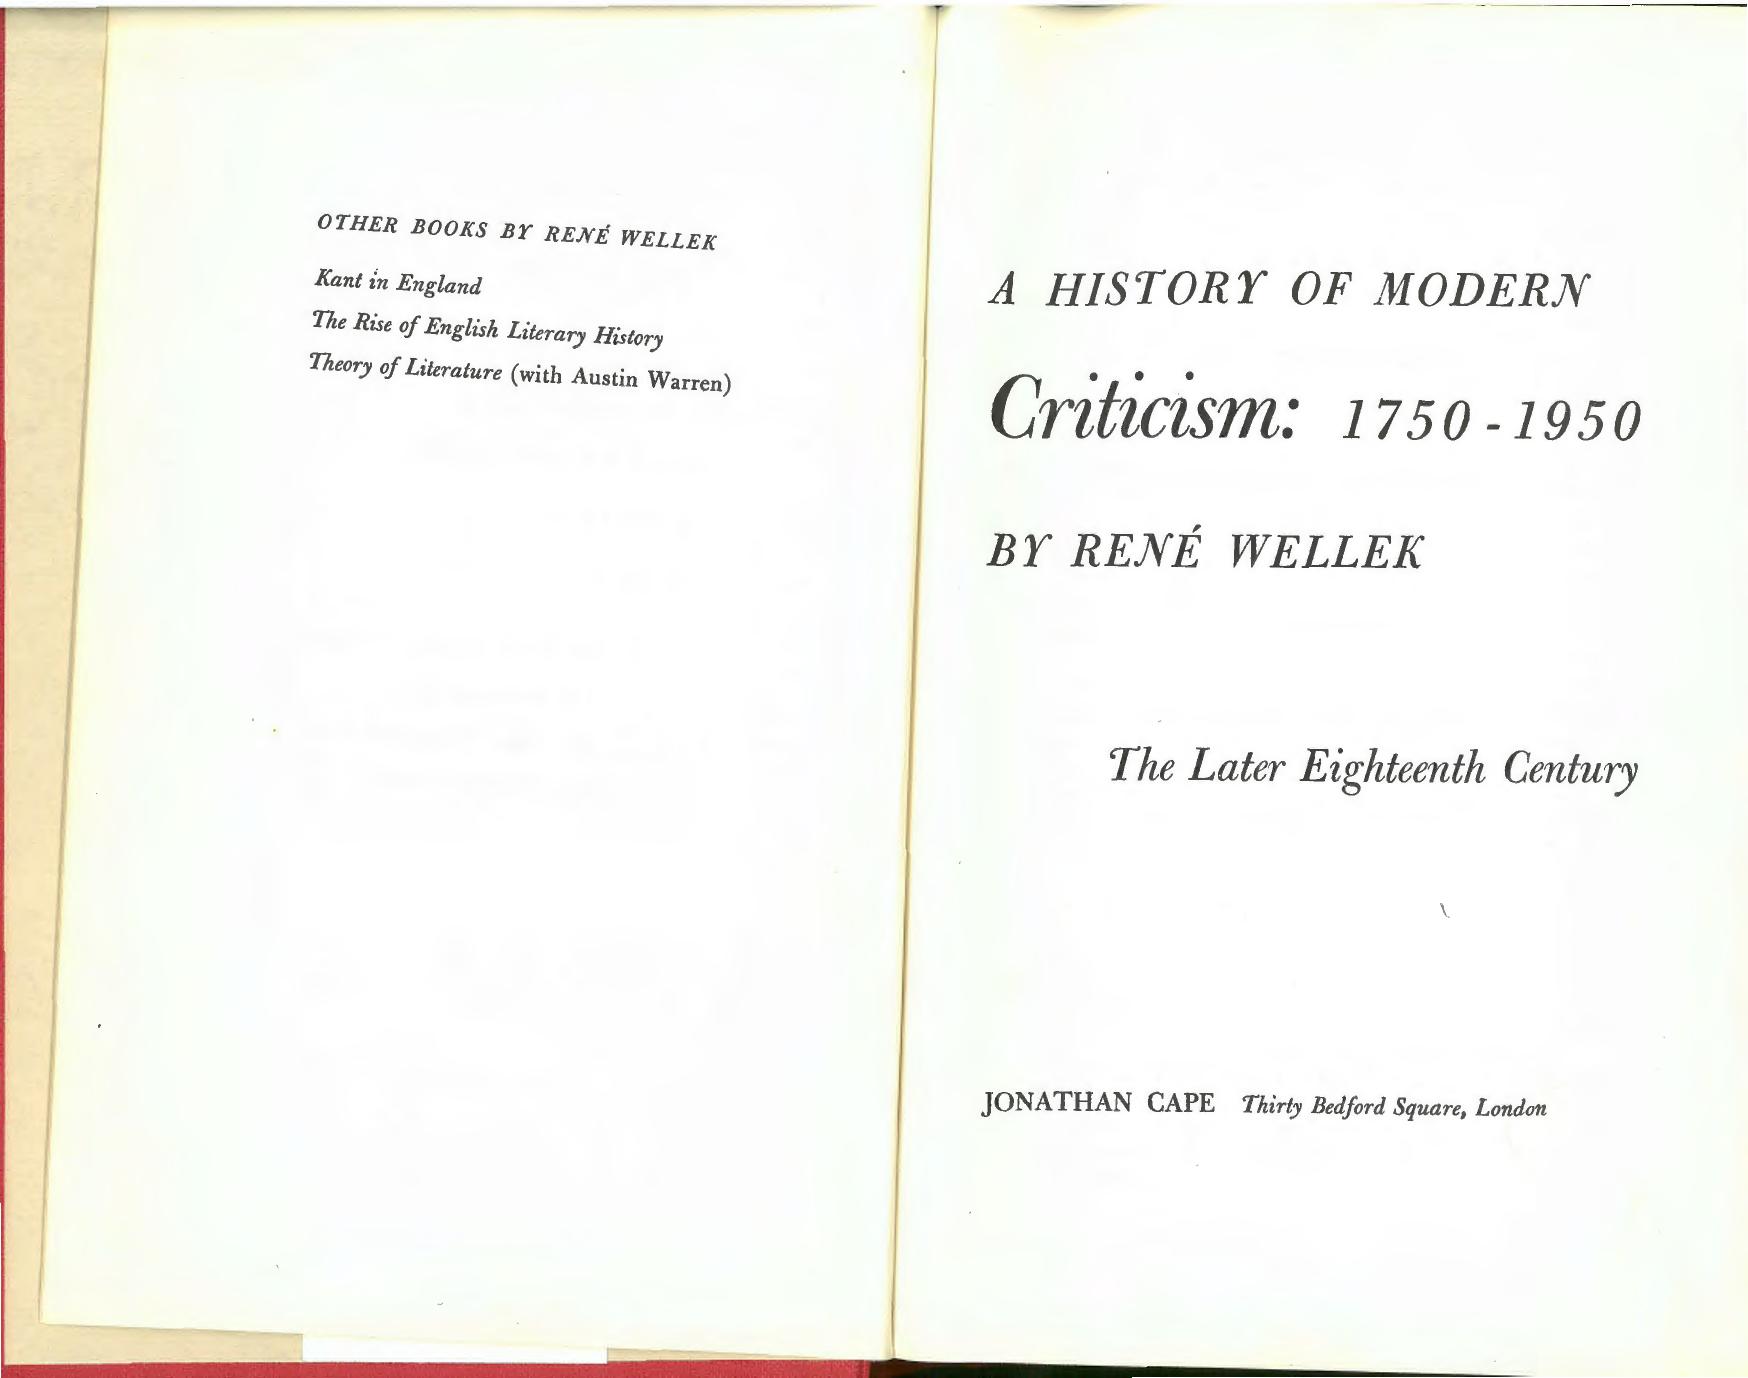 OTHER BOOKS BY RENÉ WELLEK
Kant in England
The Rise of English Literary History
Theory of Literature (with Austin Warren)
A HISTORY OF MODERN
Criticism: 1750-1950
BY RENÉ WELLEK
The Later Eighteenth Century
JONATHAN CAPE Thirty Bedford Square, London